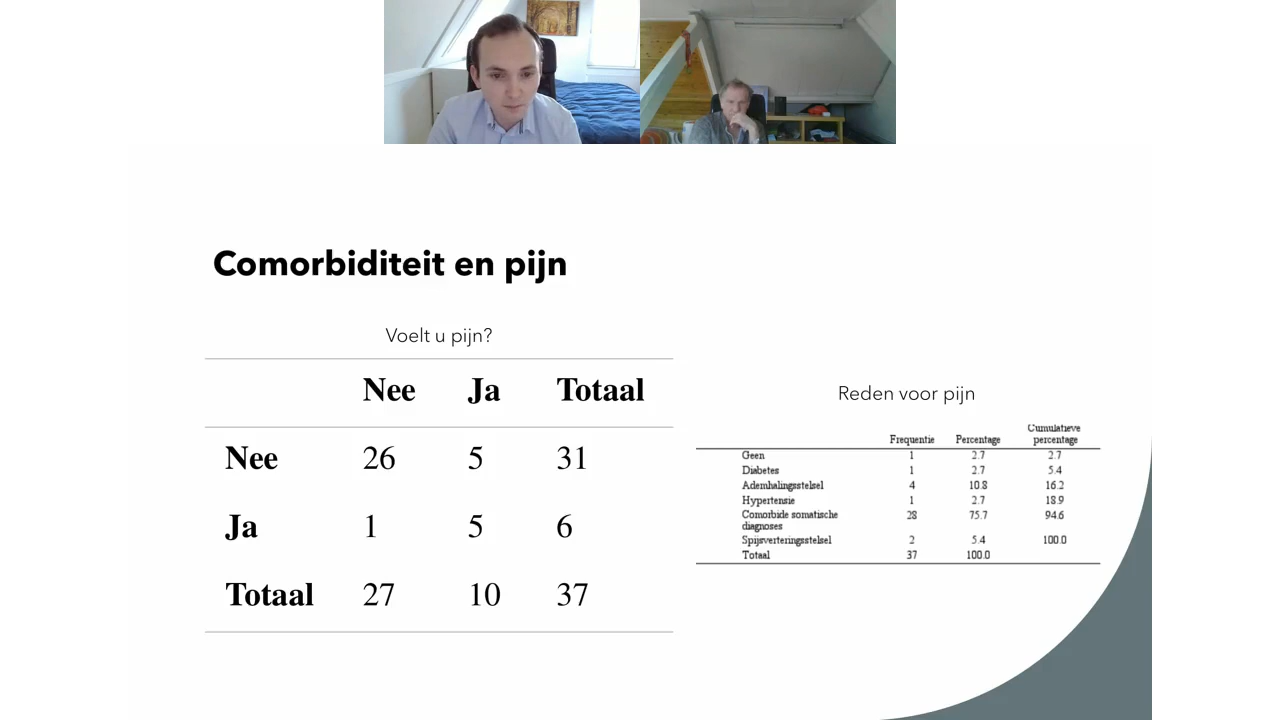 Comorbiditeit en pijn
Voelt u pijn?
Nee Ja Totaal
Nee 26 5 31
Ja 1 5 6
Totaal 27 10 37
Reden voor pijn
Frequentie Percentage Cumulatieve percentage
Geen 1 2.7 2.7
Diabetes 1 2.7 5.4
Ademhalingsstelsel 4 10.8 16.2
Hypertensie 1 2.7 18.9
Comorbide somatische diagnoses 28 75.7 94.6
Spijsverteringsstelsel 2 5.4 100.0
Totaal 37 100.0